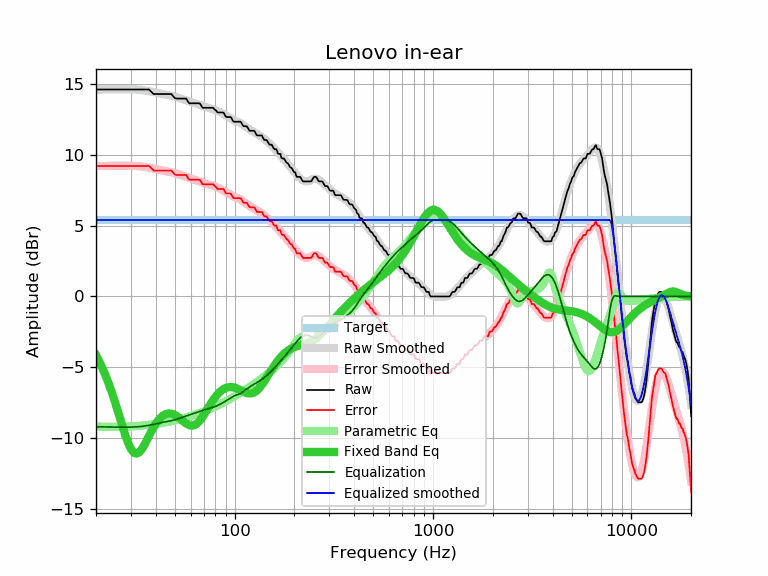 Lenovo in-ear
15
10
5
0
−5
−10
−15
Amplitude (dBr)
Target
Raw Smoothed
Error Smoothed
Raw
Error
Parametric Eq
Fixed Band Eq
Equalization
Equalized smoothed
100 1000 10000
Frequency (Hz)